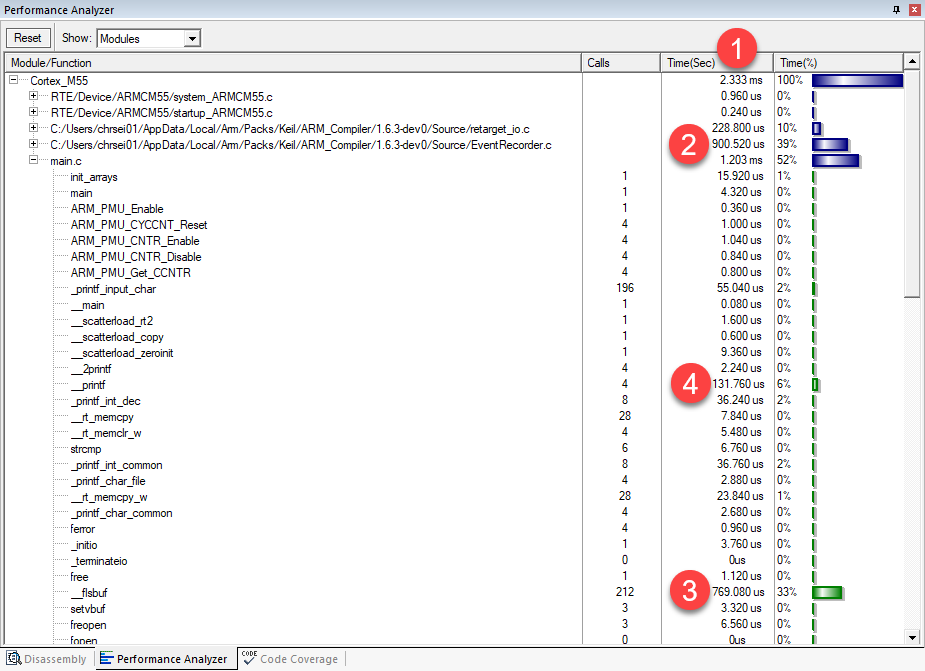 Performance Analyzer
Reset Show: Modules
1
Module/Function Calls Time(Sec) Time(%)
Cortex_M55 2.333 ms 100%
RTE/Device/ARMCM55/system_ARMCM55.c 0.960 us 0%
RTE/Device/ARMCM55/startup_ARMCM55.c 0.240 us 0%
C:/Users/chrsei01/AppData/Local/Arm/Packs/Keil/ARM_Compiler/1.6.3-dev0/Source/retarget_io.c 228.800 us 10%
C:/Users/chrsei01/AppData/Local/Arm/Packs/Keil/ARM_Compiler/1.6.3-dev0/Source/EventRecorder.c 2 900.520 us 39%
main.c 1.203 ms 52%
init_arrays 1 15.920 us 1%
main 1 4.320 us 0%
ARM_PMU_Enable 1 0.360 us 0%
ARM_PMU_CYCCNT_Reset 4 1.000 us 0%
ARM_PMU_CNTR_Enable 4 1.040 us 0%
ARM_PMU_CNTR_Disable 4 0.840 us 0%
ARM_PMU_Get_CCNTR 4 0.800 us 0%
_printf_input_char 196 55.040 us 2%
__main 1 0.080 us 0%
__scatterload_rt2 1 1.600 us 0%
__scatterload_copy 1 0.600 us 0%
__scatterload_zeroinit 1 9.360 us 0%
__2printf 4 2.240 us 0%
__printf 4 4 131.760 us 6%
_printf_int_dec 8 36.240 us 2%
__rt_memcpy 28 7.840 us 0%
__rt_memclr_w 4 5.480 us 0%
strcmp 6 6.760 us 0%
_printf_int_common 8 36.760 us 2%
_printf_char_file 4 2.880 us 0%
__rt_memcpy_w 28 23.840 us 1%
_printf_char_common 4 2.680 us 0%
ferror 4 0.960 us 0%
_initio 1 3.760 us 0%
_terminateio 0 0us 0%
free 1 1.120 us 0%
__flsbuf 212 3 769.080 us 33%
setvbuf 3 3.320 us 0%
freopen 3 6.560 us 0%
fopen 0 0us 0%
Disassembly Performance Analyzer CODE Code Coverage